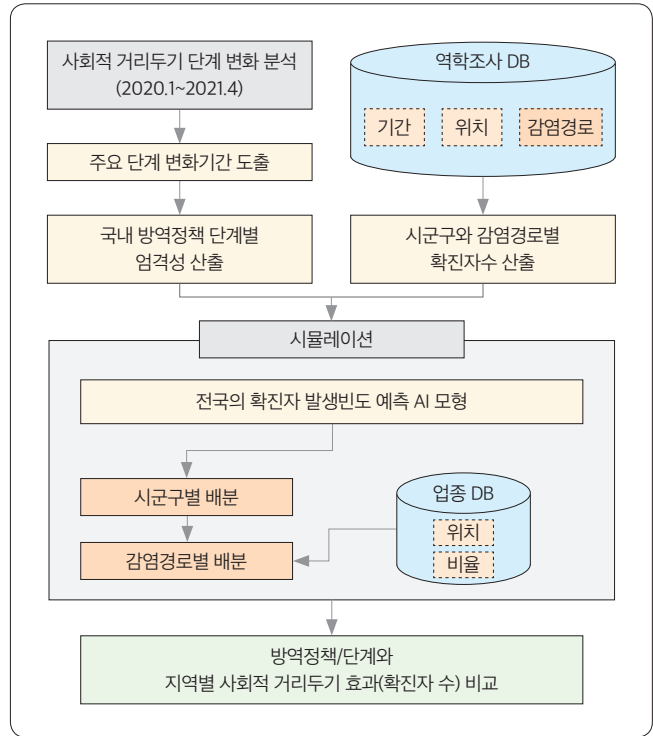 사회적 거리두기 단계 변화 분석
(2020.1~2021.4)
주요 단계 변화기간 도출
국내 방역정책 단계별
엄격성 산출
역학조사 DB
기간
위치
감염경로
시군구와 감염경로별
확진자수 산출
시뮬레이션
전국의 확진자 발생빈도 예측 AI 모형
시군구별 배분
감염경로별 배분
업종 DB
위치
비율
방역정책/단계와
지역별 사회적 거리두기 효과(확진자 수) 비교